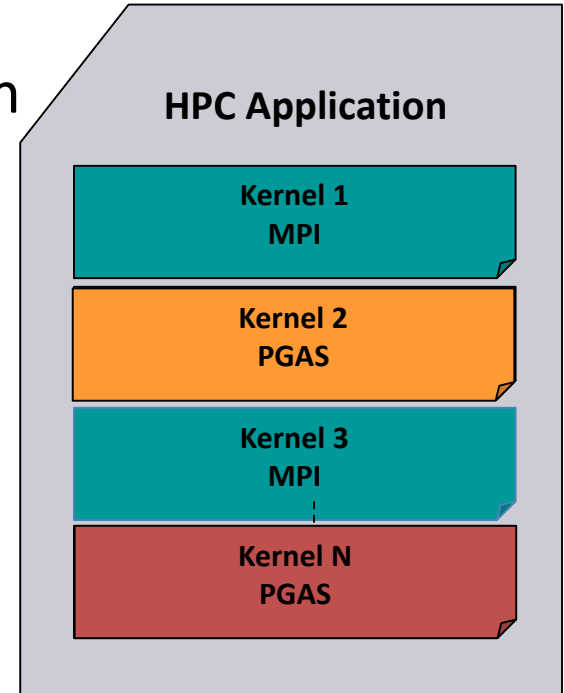 n
HPC Application
Kernel 1
MPI
Kernel 2
PGAS
Kernel 3
MPI
Kernel N
PGAS